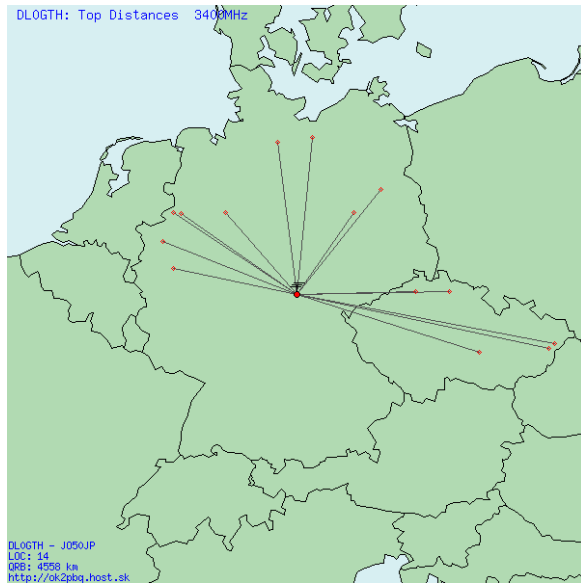 DL0GTH: Top Distances  3400MHz
DL0GTH - JO50JP
LOC: 14
QRB: 4558 km
http://ok2pbq.host.sk